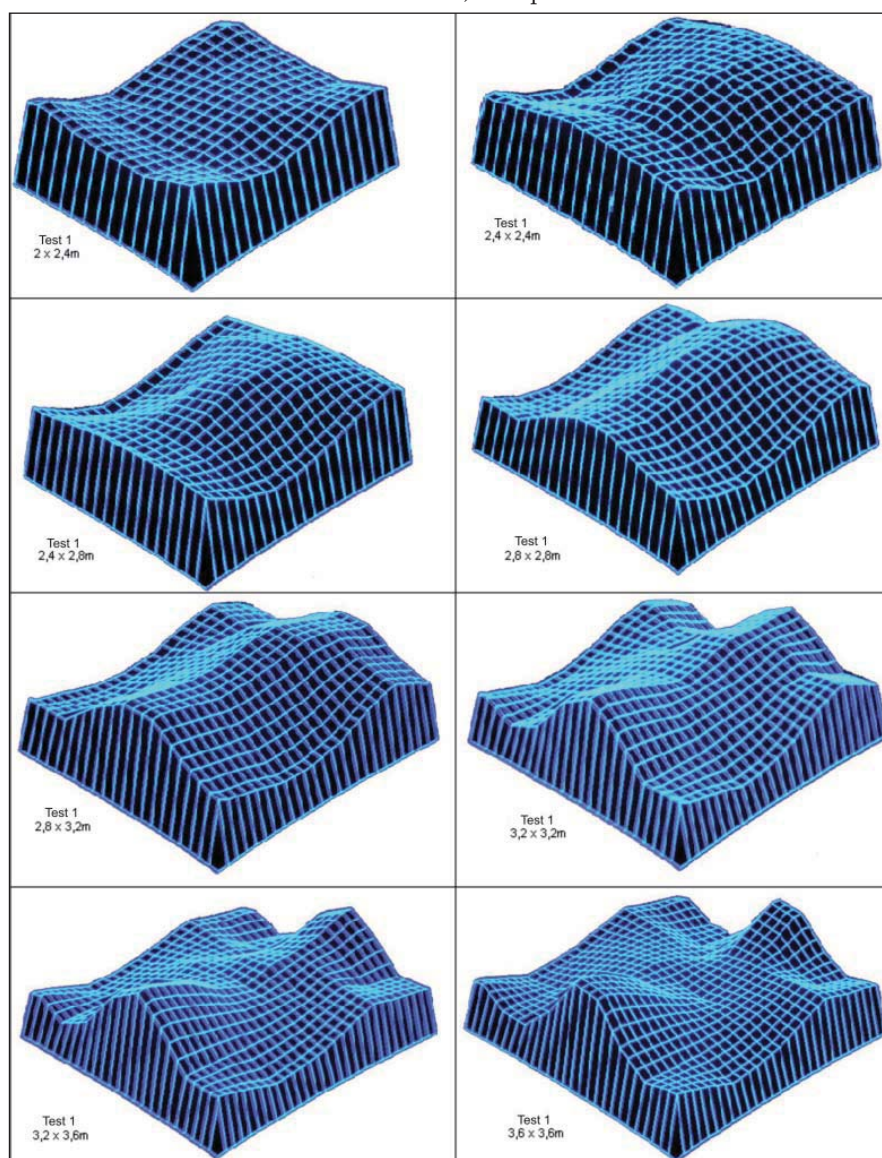 Test 1
2 x 2,4m
Test 1
2,4 x 2,4m
Test 1
2,4 x 2,8m
Test 1
2,8 x 2,8m
Test 1
2,8 x 3,2m
Test 1
3,2 x 3,2m
Test 1
3,2 x 3,6m
Test 1
3,6 x 3,6m